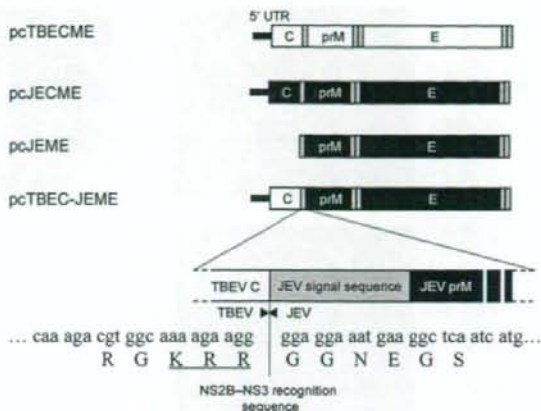 5' UTR
pcTBECME C prM E
pcJECME C prM E
pcJEME prM E
pcTBEC-JEME C prM E
TBEV C JEV signal sequence JEV prM
TBEV JEV
... caa aga cgt ggc aaa aga agg gga gga aat gaa ggc tca atc atg...
R G K R R G G N E G S
NS2B–NS3 recognition
sequence